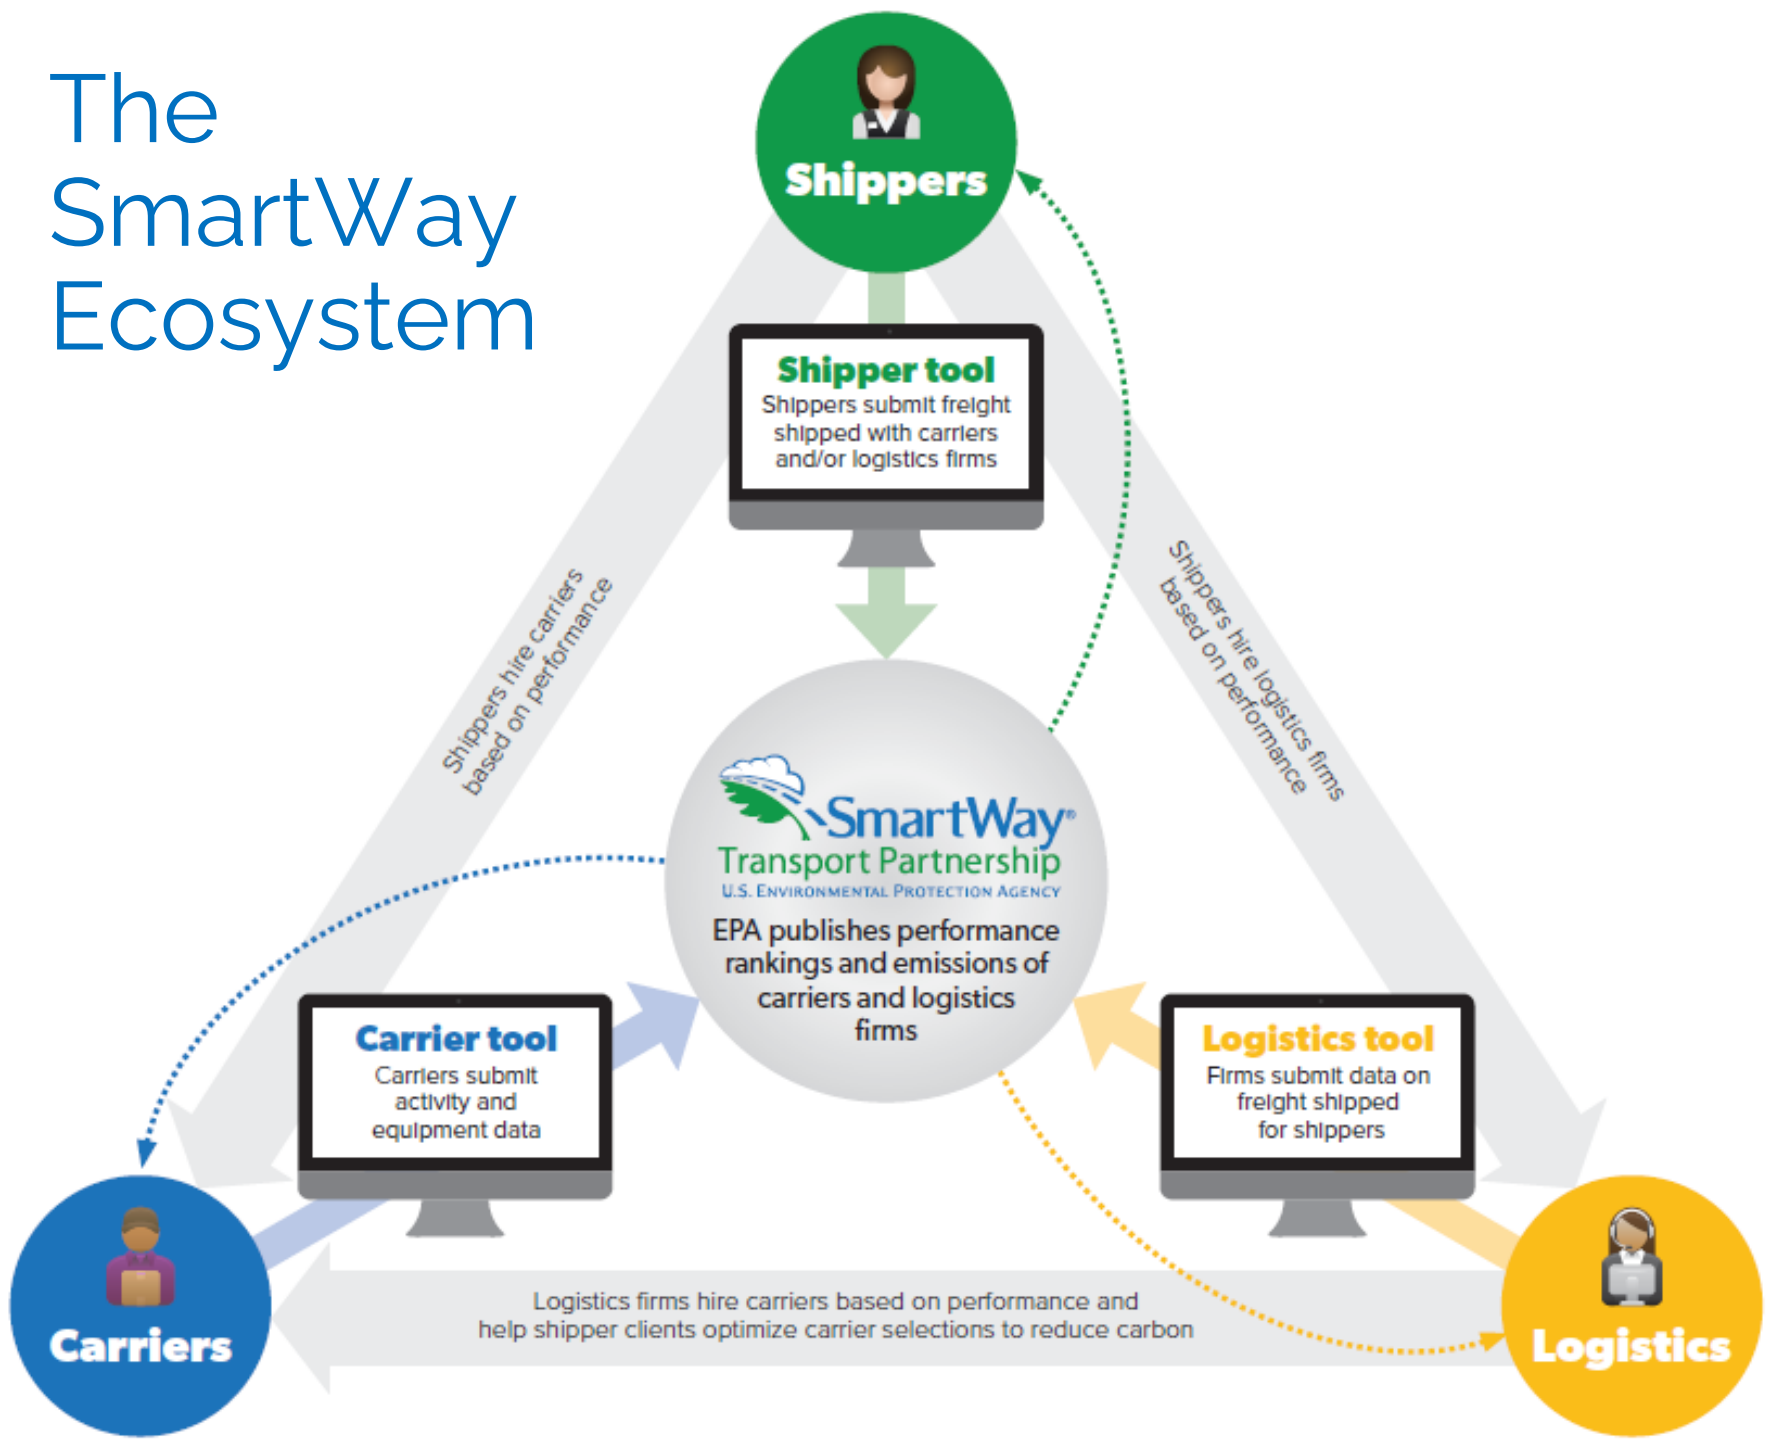 The
SmartWay
Ecosystem
Shippers
Shipper tool
Shippers submit freight
shipped with carriers
and/or logistics firms
Shippers hire carriers
based on performance
Shippers hire logistics firms
based on performance
SmartWay®
Transport Partnership
U.S. ENVIRONMENTAL PROTECTION AGENCY
EPA publishes performance
rankings and emissions of
carriers and logistics
firms
Carrier tool
Carriers submit
activity and
equipment data
Logistics tool
Firms submit data on
freight shipped
for shippers
Logistics firms hire carriers based on performance and
help shipper clients optimize carrier selections to reduce carbon
Carriers
Logistics